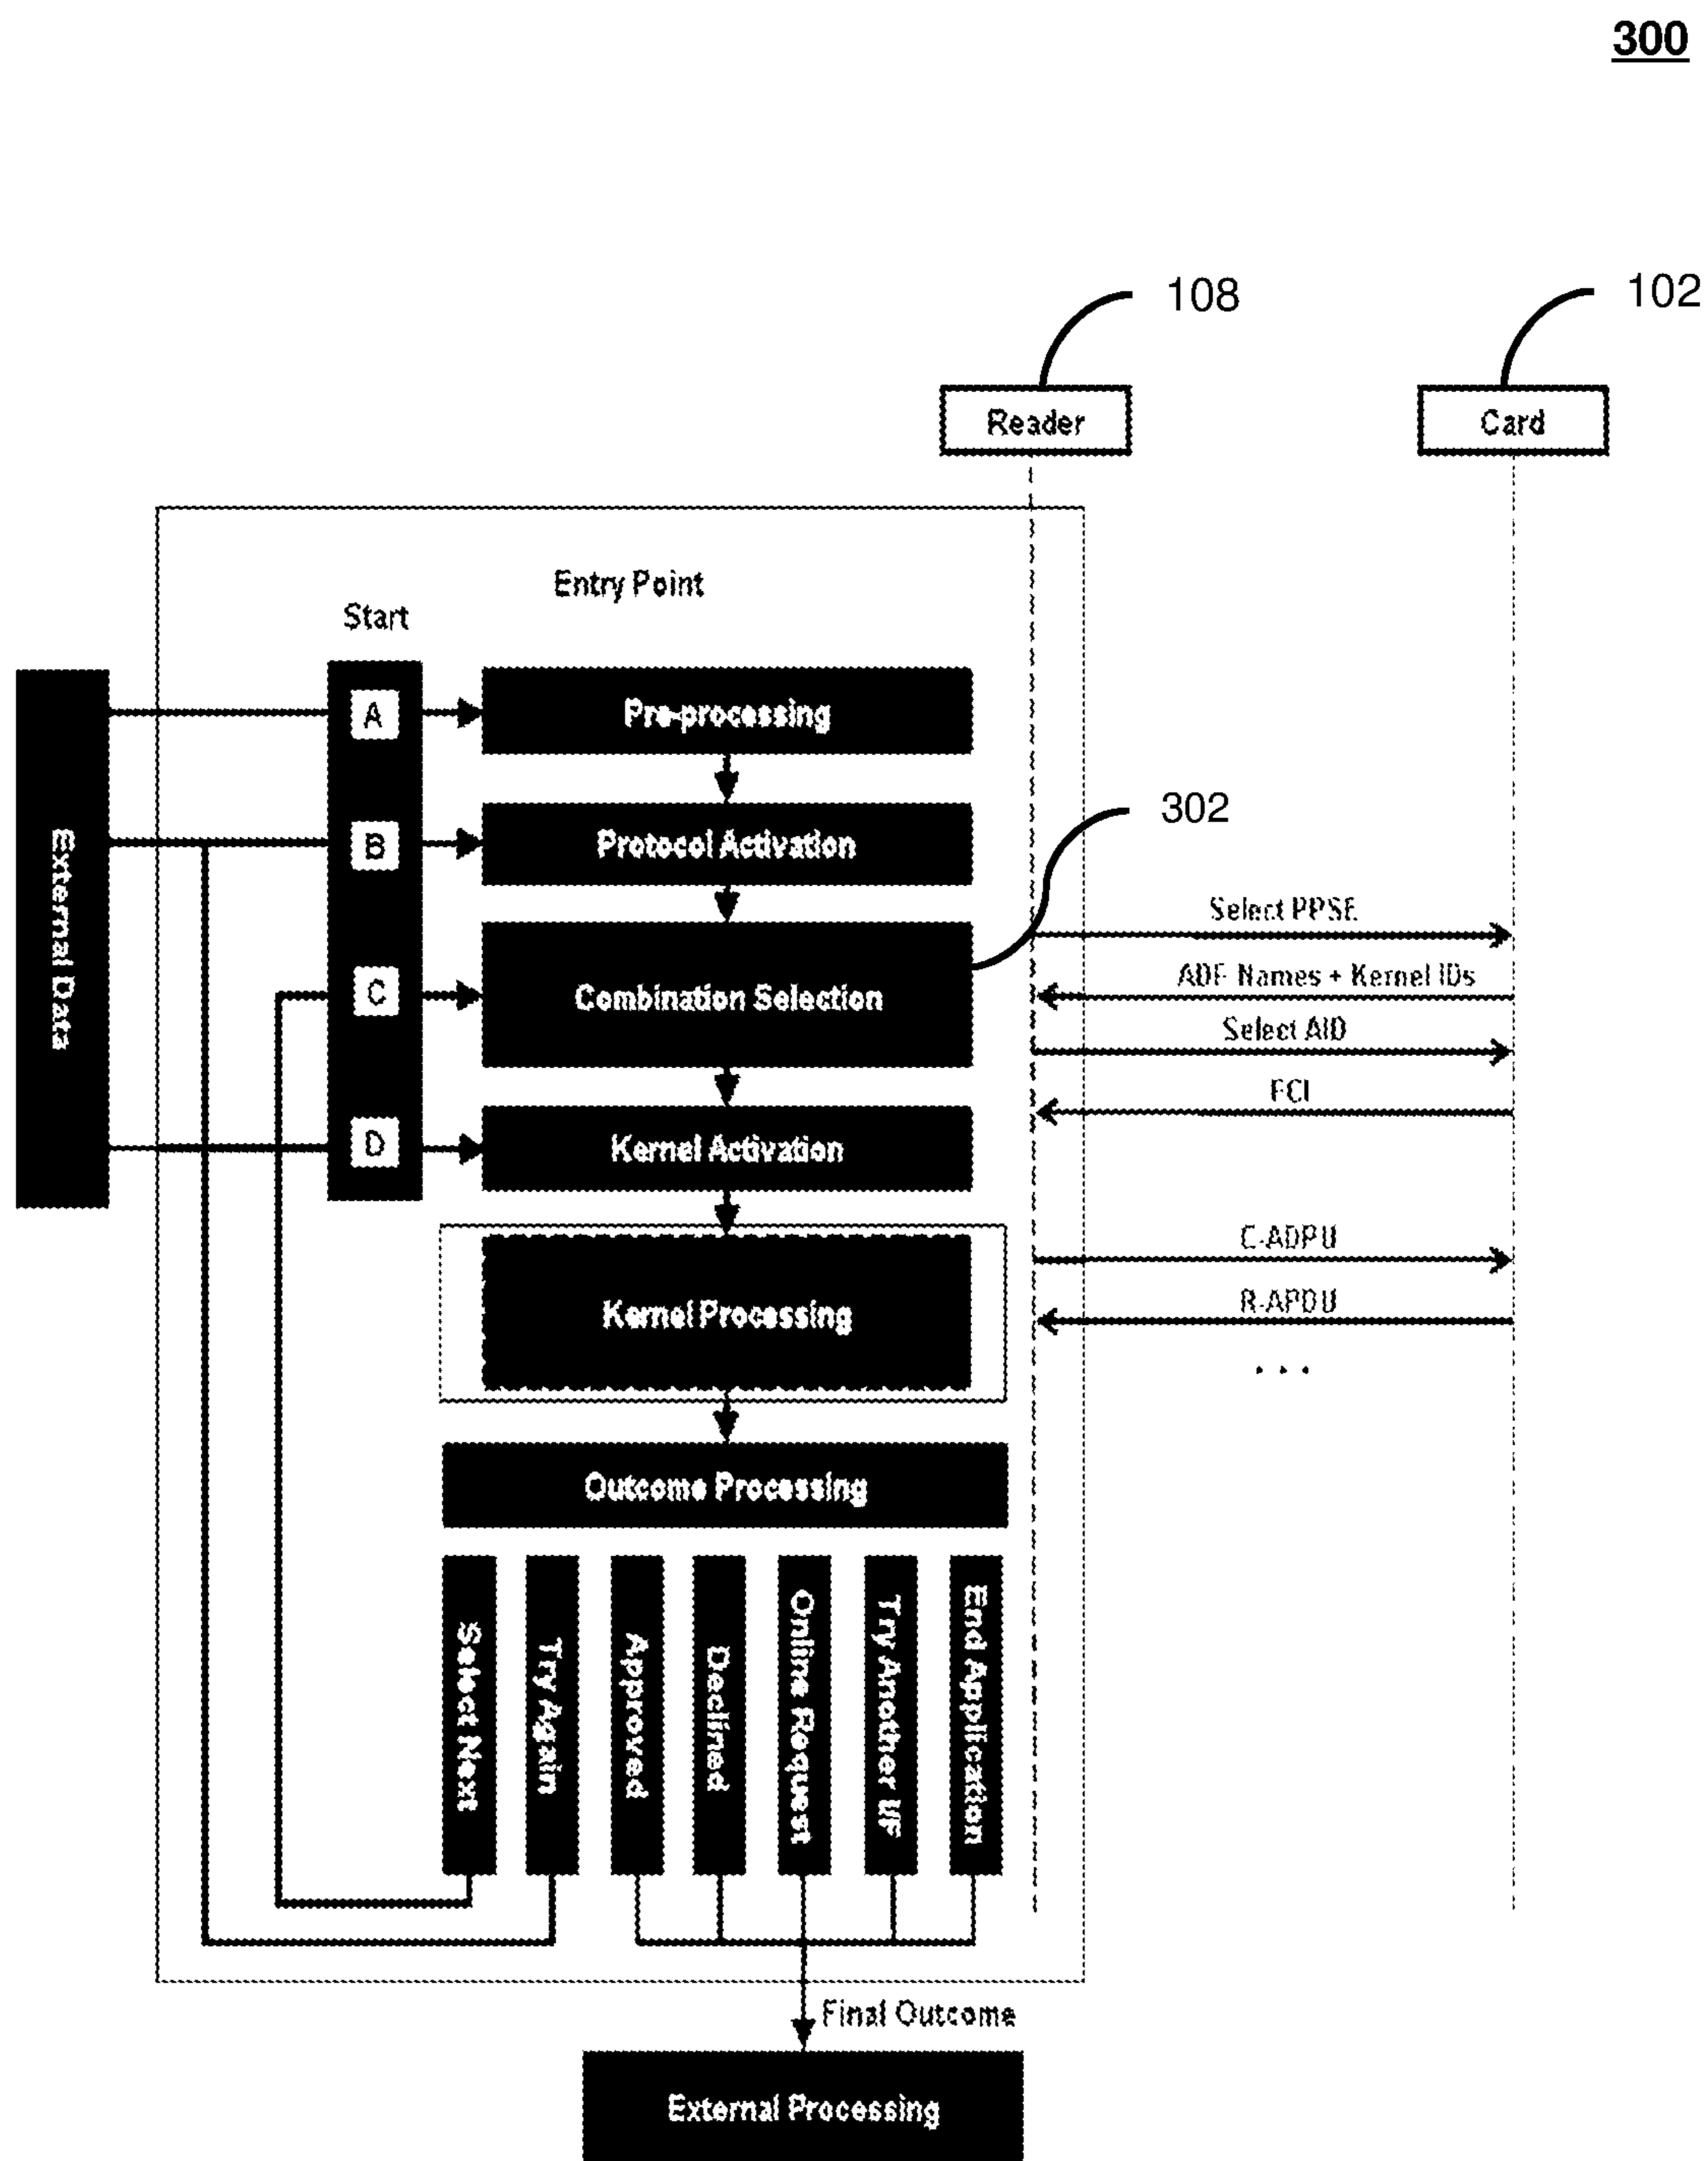 300
108
102
Reader
Card
Entry Point
Start
A
Pre-processing
302
B
Protocol Activation
External Data
Select PPSE
C
Combination Selection
ADF Names + Kernel IDs
Select AID
FCI
D
Kernel Activation
C-ADPU
Kernel Processing
R-APDU
...
Outcome Processing
Select Next
Try Again
Approved
Declined
Online Request
Try Another I/F
End Application
Final Outcome
External Processing